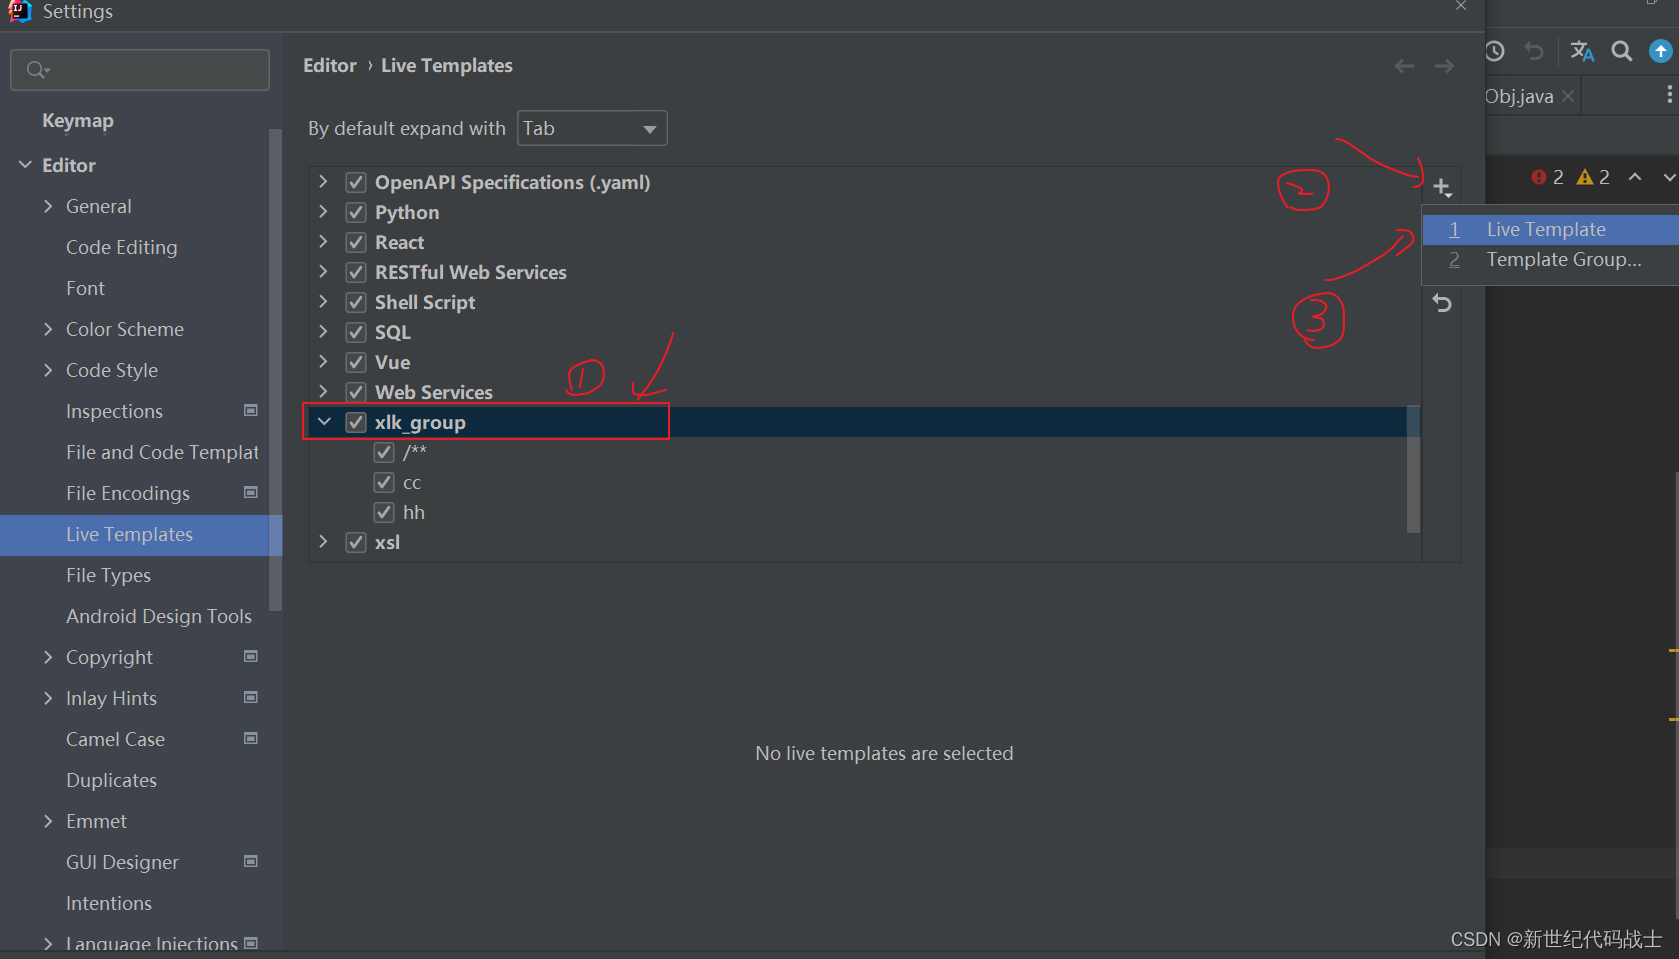 Settings
Keymap
Editor
General
Code Editing
Font
Color Scheme
Code Style
Inspections
File and Code Templat
File Encodings
Live Templates
File Types
Android Design Tools
Copyright
Inlay Hints
Camel Case
Duplicates
Emmet
GUI Designer
Intentions
Language Injections
Editor › Live Templates
By default expand with Tab
OpenAPI Specifications (.yaml)
Python
React
RESTful Web Services
Shell Script
SQL
Vue
Web Services
xlk_group
/**
cc
hh
xsl
①
②
③
No live templates are selected
Obj.java
2 2
1 Live Template
2 Template Group...
CSDN @新世纪代码战士